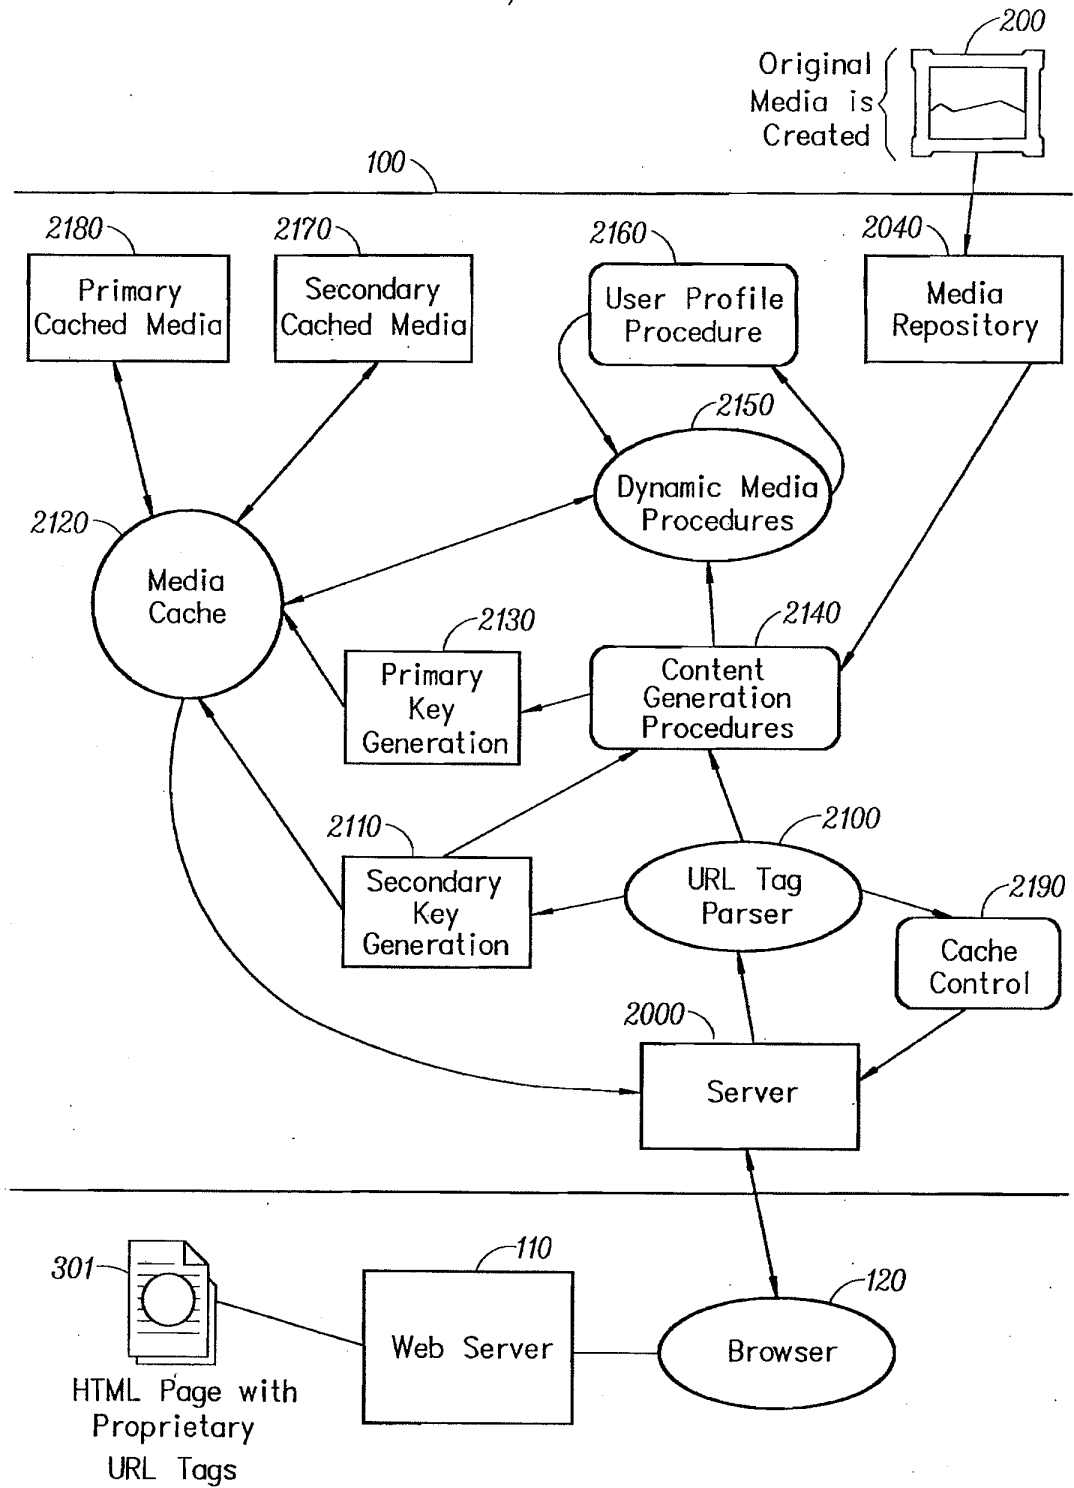 200
Original
Media is
Created
100
2180
Primary
Cached Media
2170
Secondary
Cached Media
2160
User Profile
Procedure
2040
Media
Repository
2150
Dynamic Media
Procedures
2120
Media
Cache
2130
Primary
Key
Generation
2140
Content
Generation
Procedures
2110
Secondary
Key
Generation
2100
URL Tag
Parser
2190
Cache
Control
2000
Server
301
HTML Page with
Proprietary
URL Tags
110
Web Server
120
Browser